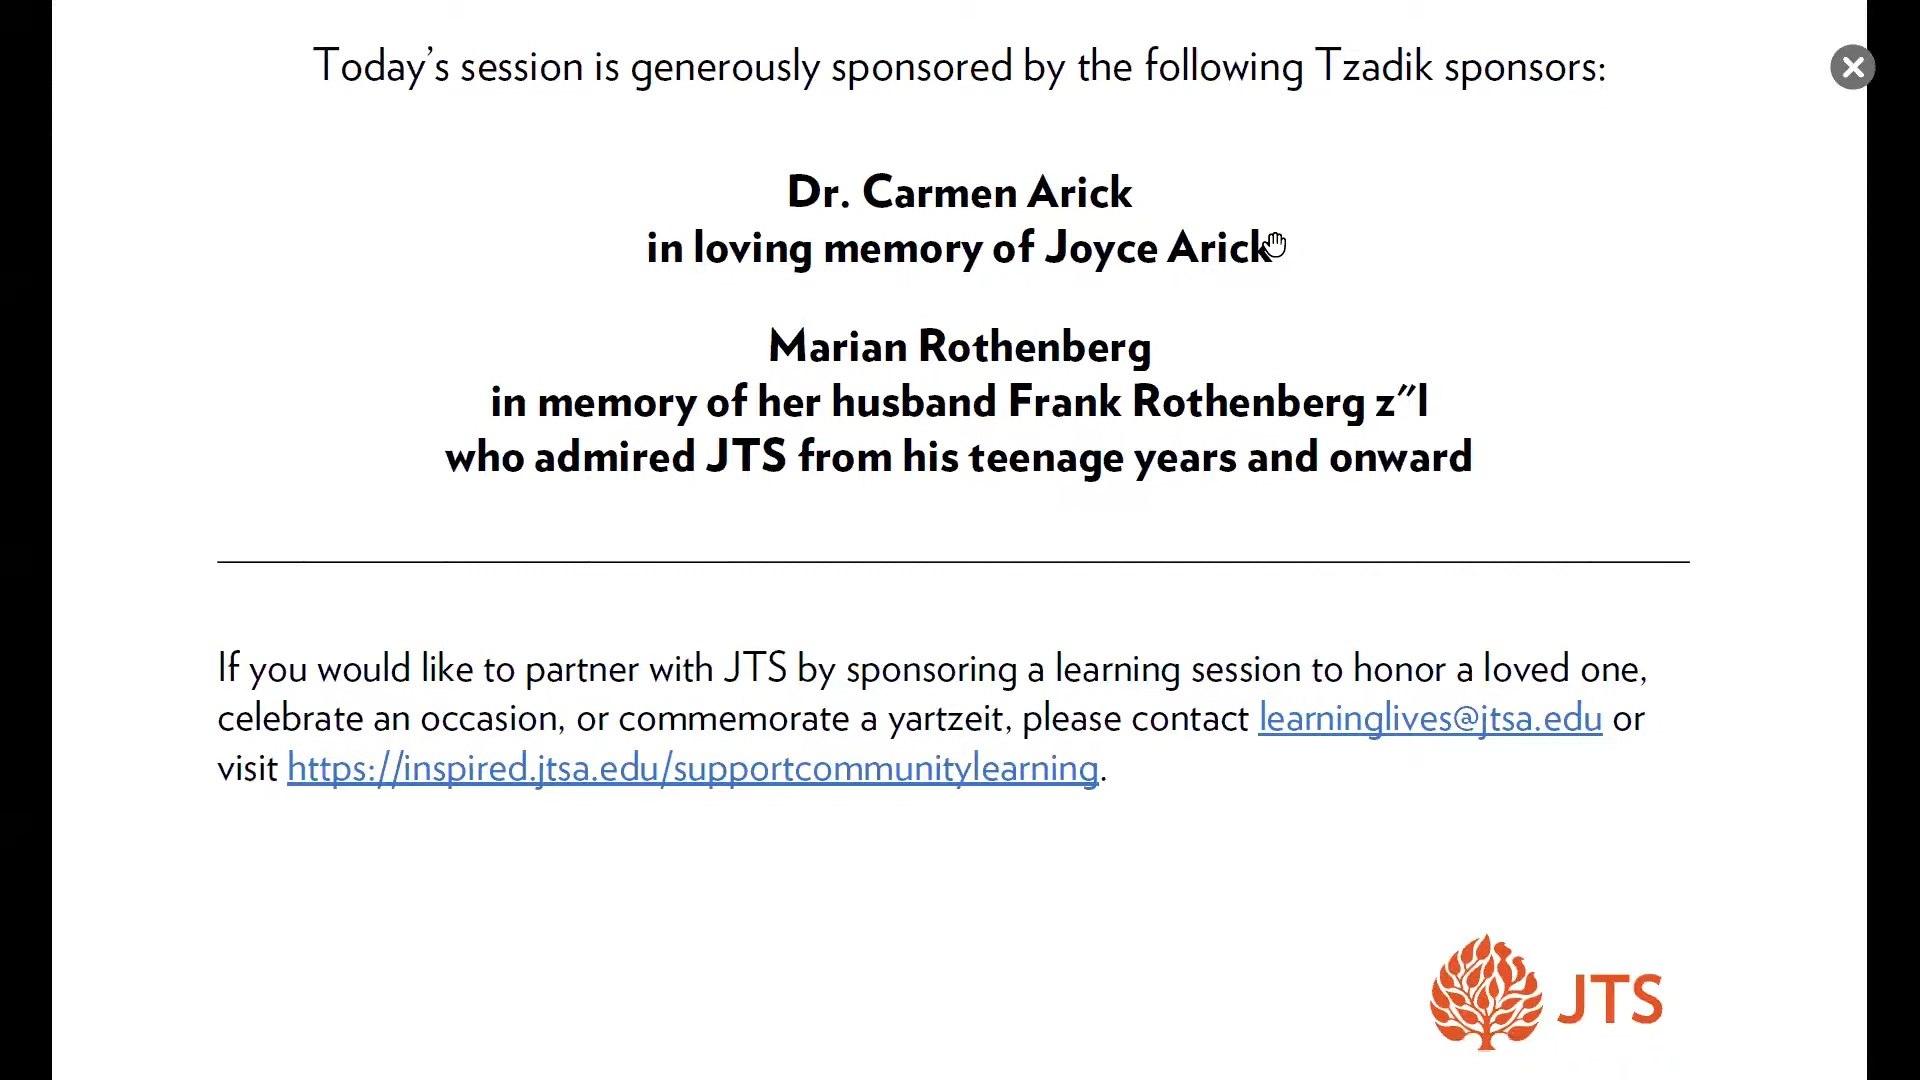 Today’s session is generously sponsored by the following Tzadik sponsors:
Dr. Carmen Arick
in loving memory of Joyce Arick
Marian Rothenberg
in memory of her husband Frank Rothenberg z"l
who admired JTS from his teenage years and onward
If you would like to partner with JTS by sponsoring a learning session to honor a loved one,
celebrate an occasion, or commemorate a yartzeit, please contact learninglives@jtsa.edu or
visit https://inspired.jtsa.edu/supportcommunitylearning.
JTS